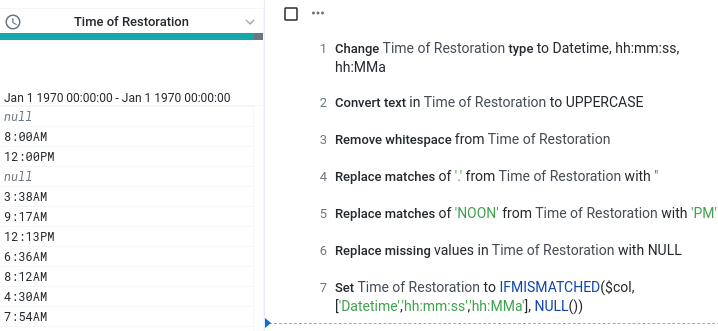 Time of Restoration
Jan 1 1970 00:00:00 - Jan 1 1970 00:00:00
null
8:00AM
12:00PM
null
3:38AM
9:17AM
12:13PM
6:36AM
8:12AM
4:30AM
7:54AM
1 Change Time of Restoration type to Datetime, hh:mm:ss,
hh:MMa
2 Convert text in Time of Restoration to UPPERCASE
3 Remove whitespace from Time of Restoration
4 Replace matches of '.' from Time of Restoration with ''
5 Replace matches of 'NOON' from Time of Restoration with 'PM'
6 Replace missing values in Time of Restoration with NULL
7 Set Time of Restoration to IFMISMATCHED($col,
['Datetime','hh:mm:ss','hh:MMa'], NULL())